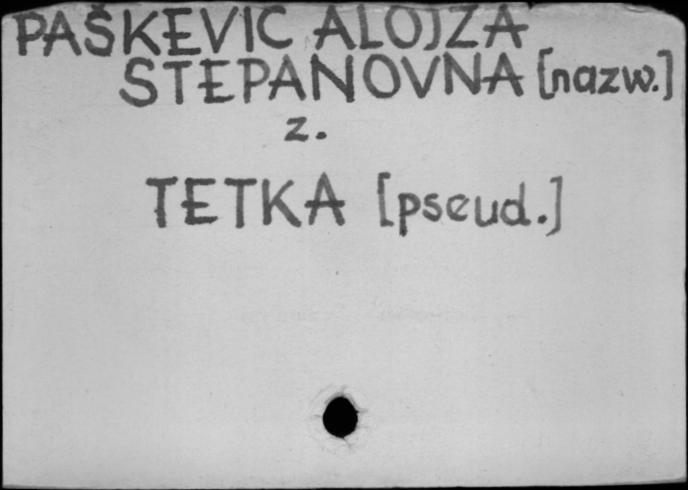 PAŠKEVIC ALOJZA
STEPANOVNA [nazw.]
z.
TETKA [pseud.]